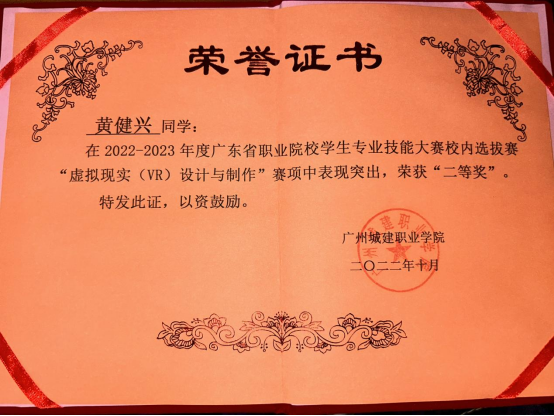 荣誉证书
黄健兴 同学：
在 2022-2023 年度广东省职业院校学生专业技能大赛校内选拔赛
“虚拟现实（VR）设计与制作”赛项中表现突出，荣获“二等奖”。
特发此证，以资鼓励。
广州城建职业学院
二〇二二年十月